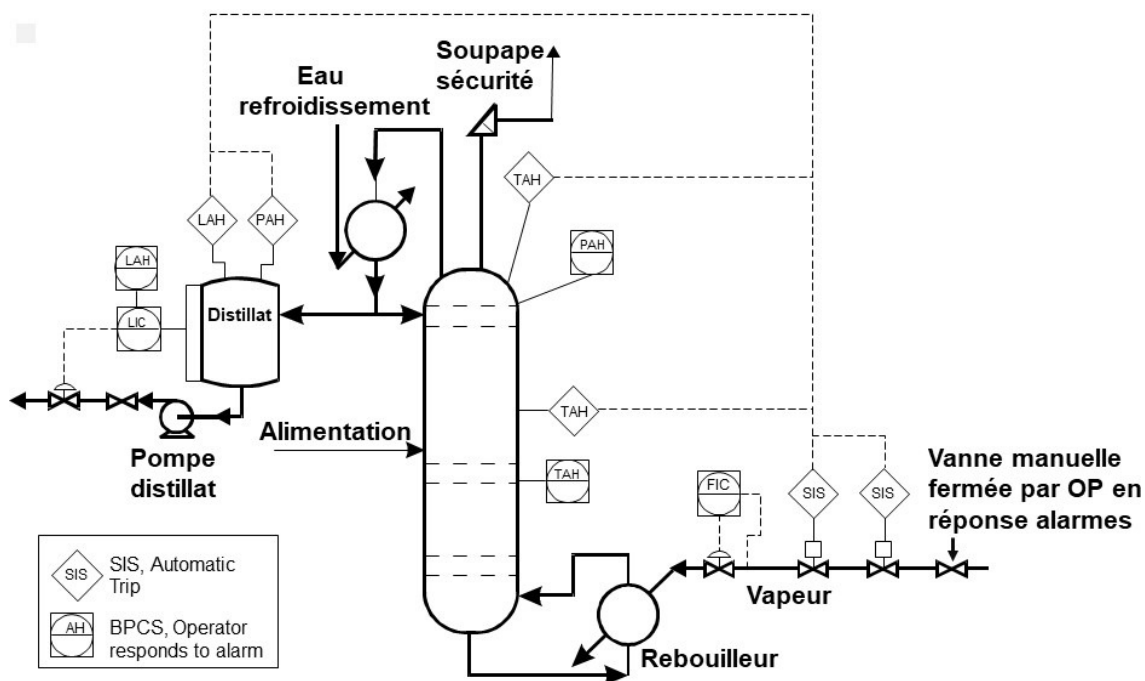 Soupape
sécurité
Eau
refroidissement
TAH
LAH
PAH
PAH
LAH
LIC
Distillat
TAH
Alimentation
Pompe
distillat
TAH
FIC
SIS
SIS
Vanne manuelle
fermée par OP en
réponse alarmes
Vapeur
Rebouilleur
SIS
SIS, Automatic
Trip
AH
BPCS, Operator
responds to alarm